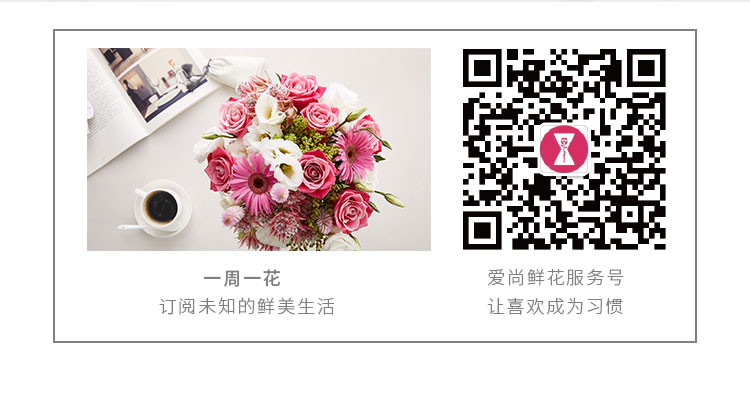 一周一花
订阅未知的鲜美生活
爱尚鲜花服务号
让喜欢成为习惯